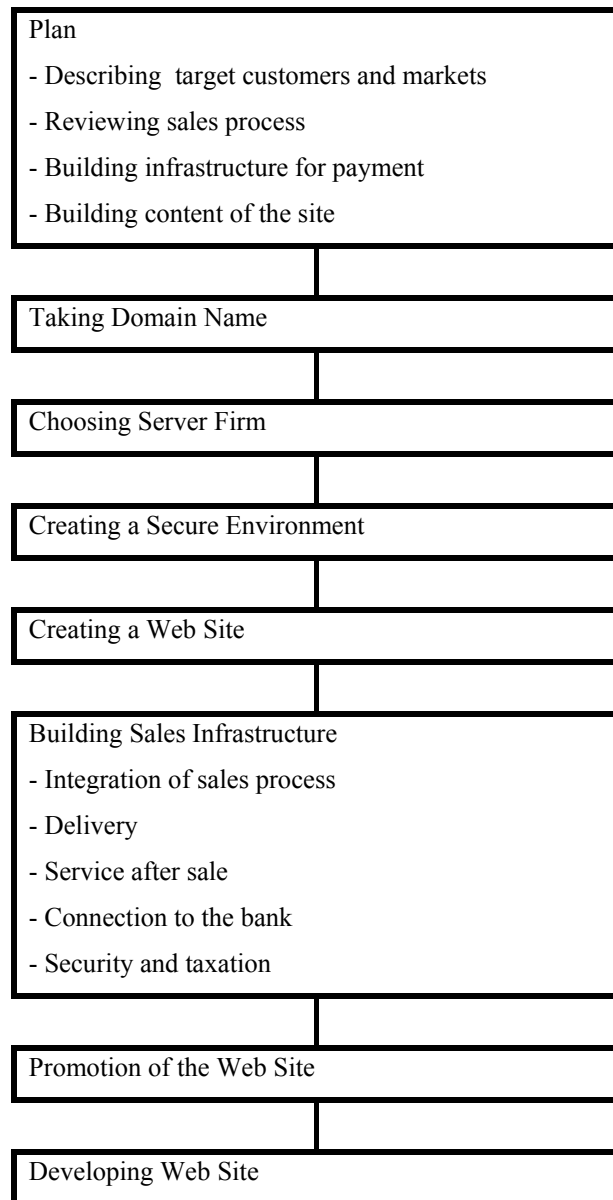 Plan
- Describing  target customers and markets
- Reviewing sales process
- Building infrastructure for payment
- Building content of the site
Taking Domain Name
Choosing Server Firm
Creating a Secure Environment
Creating a Web Site
Building Sales Infrastructure
- Integration of sales process
- Delivery
- Service after sale
- Connection to the bank
- Security and taxation
Promotion of the Web Site
Developing Web Site